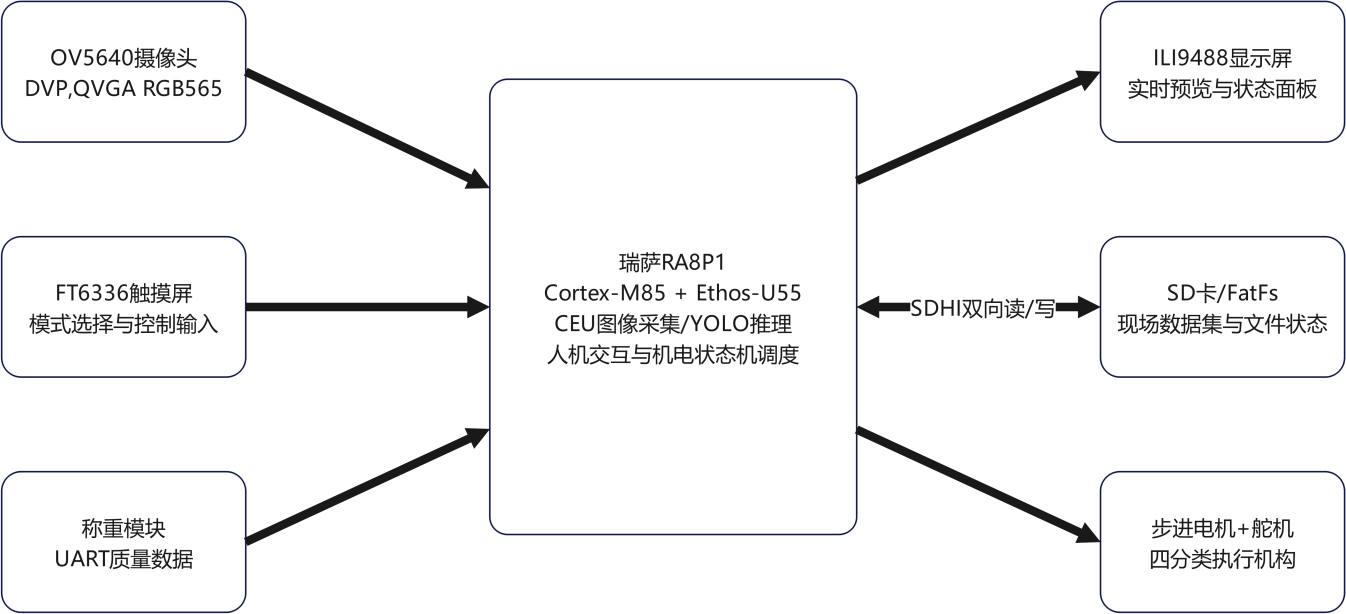 OV5640摄像头
DVP,QVGA RGB565
FT6336触摸屏
模式选择与控制输入
称重模块
UART质量数据
瑞萨RA8P1
Cortex-M85 + Ethos-U55
CEU图像采集/YOLO推理
人机交互与机电状态机调度
SDHI双向读/写
ILI9488显示屏
实时预览与状态面板
SD卡/FatFs
现场数据集与文件状态
步进电机+舵机
四分类执行机构